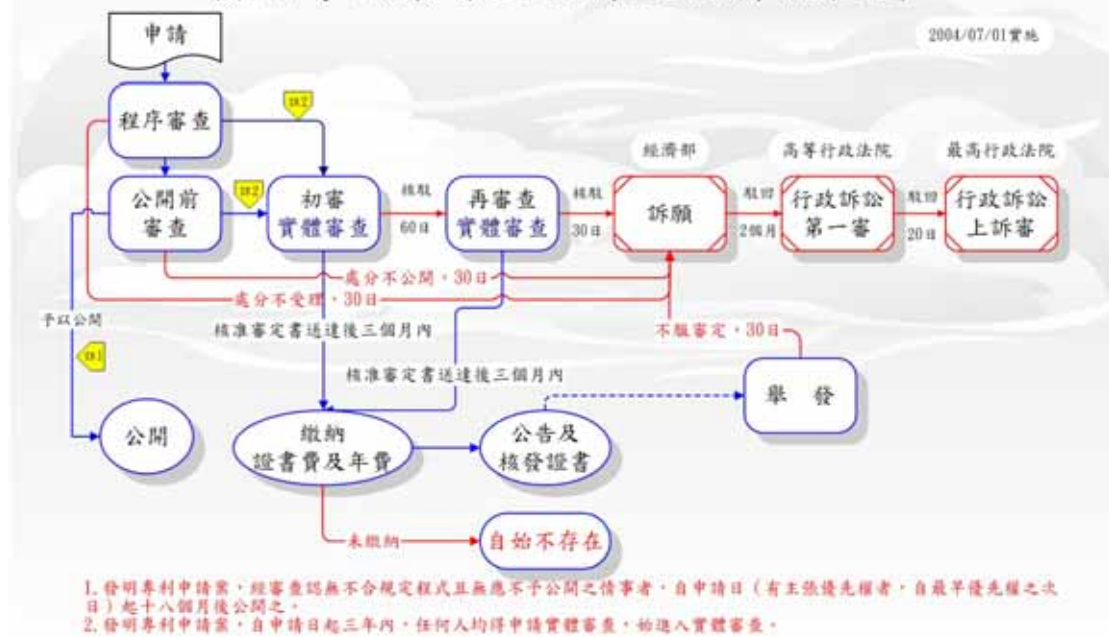 申請
2004/07/01實施
程序審查
註2
經濟部
高等行政法院
最高行政法院
公開前
審查
註2
初審
實體審查
核駁
60日
再審查
實體審查
核駁
30日
訴願
駁回
2個月
行政訴訟
第一審
駁回
20日
行政訴訟
上訴審
處分不公開,30日
處分不受理,30日
予以公開
核准審定書送達後三個月內
不服審定,30日
註1
核准審定書送達後三個月內
舉 發
公開
繳納
證書費及年費
公告及
核發證書
未繳納
自始不存在
1.發明專利申請案,經審查認無不合規定程式且無應不予公開之情事者,自申請日(有主張優先權者,自最早優先權之次
日)起十八個月後公開之。
2.發明專利申請案,自申請日起三年內,任何人均得申請實體審查,始進入實體審查。